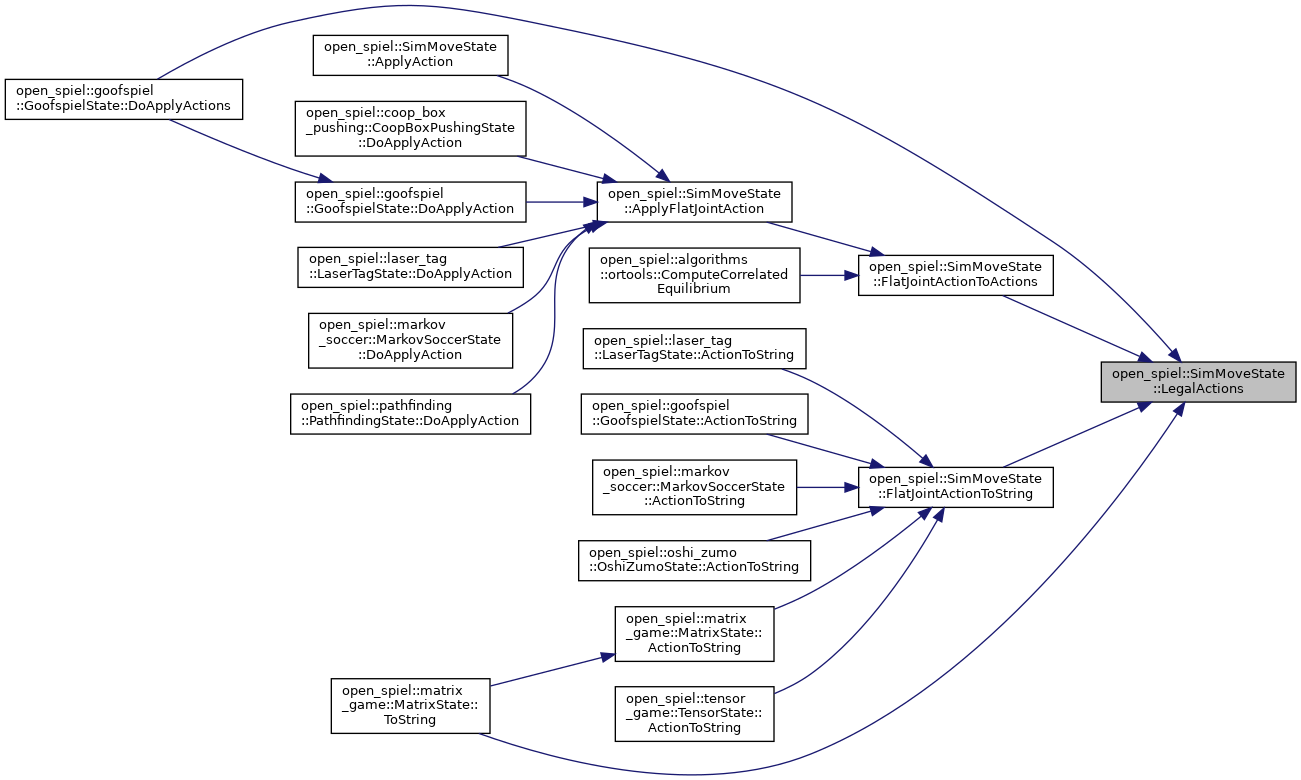 open_spiel::SimMoveState
::ApplyAction
open_spiel::goofspiel
::GoofspielState::DoApplyActions
open_spiel::coop_box
_pushing::CoopBoxPushingState
::DoApplyAction
open_spiel::goofspiel
::GoofspielState::DoApplyAction
open_spiel::SimMoveState
::ApplyFlatJointAction
open_spiel::laser_tag
::LaserTagState::DoApplyAction
open_spiel::algorithms
::ortools::ComputeCorrelated
Equilibrium
open_spiel::SimMoveState
::FlatJointActionToActions
open_spiel::markov
_soccer::MarkovSoccerState
::DoApplyAction
open_spiel::laser_tag
::LaserTagState::ActionToString
open_spiel::SimMoveState
::LegalActions
open_spiel::pathfinding
::PathfindingState::DoApplyAction
open_spiel::goofspiel
::GoofspielState::ActionToString
open_spiel::markov
_soccer::MarkovSoccerState
::ActionToString
open_spiel::SimMoveState
::FlatJointActionToString
open_spiel::oshi_zumo
::OshiZumoState::ActionToString
open_spiel::matrix
_game::MatrixState::
ActionToString
open_spiel::matrix
_game::MatrixState::
ToString
open_spiel::tensor
_game::TensorState::
ActionToString